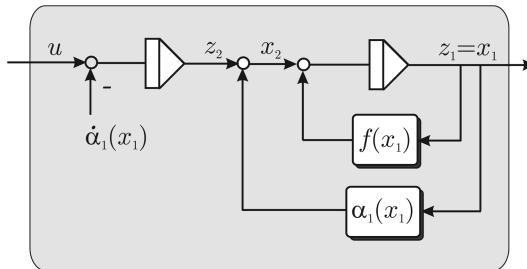 u
z₂
x₂
z₁=x₁
-
α̇₁(x₁)
f(x₁)
α₁(x₁)